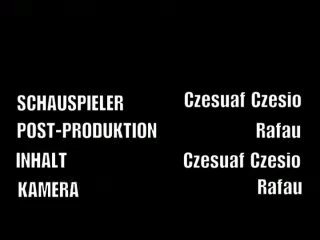 SCHAUSPIELER Czesuaf Czesio
POST-PRODUKTION Rafau
INHALT Czesuaf Czesio
KAMERA Rafau